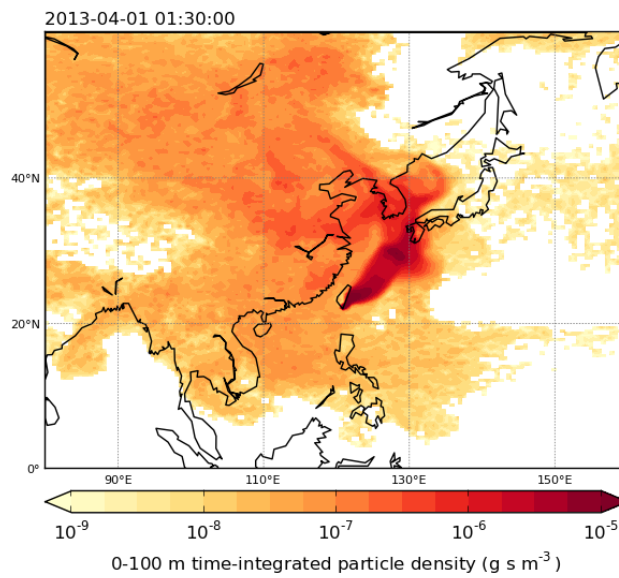 2013-04-01 01:30:00
40°N
20°N
0°
90°E
110°E
130°E
150°E
10⁻⁹
10⁻⁸
10⁻⁷
10⁻⁶
10⁻⁵
0-100 m time-integrated particle density (g s m⁻³)